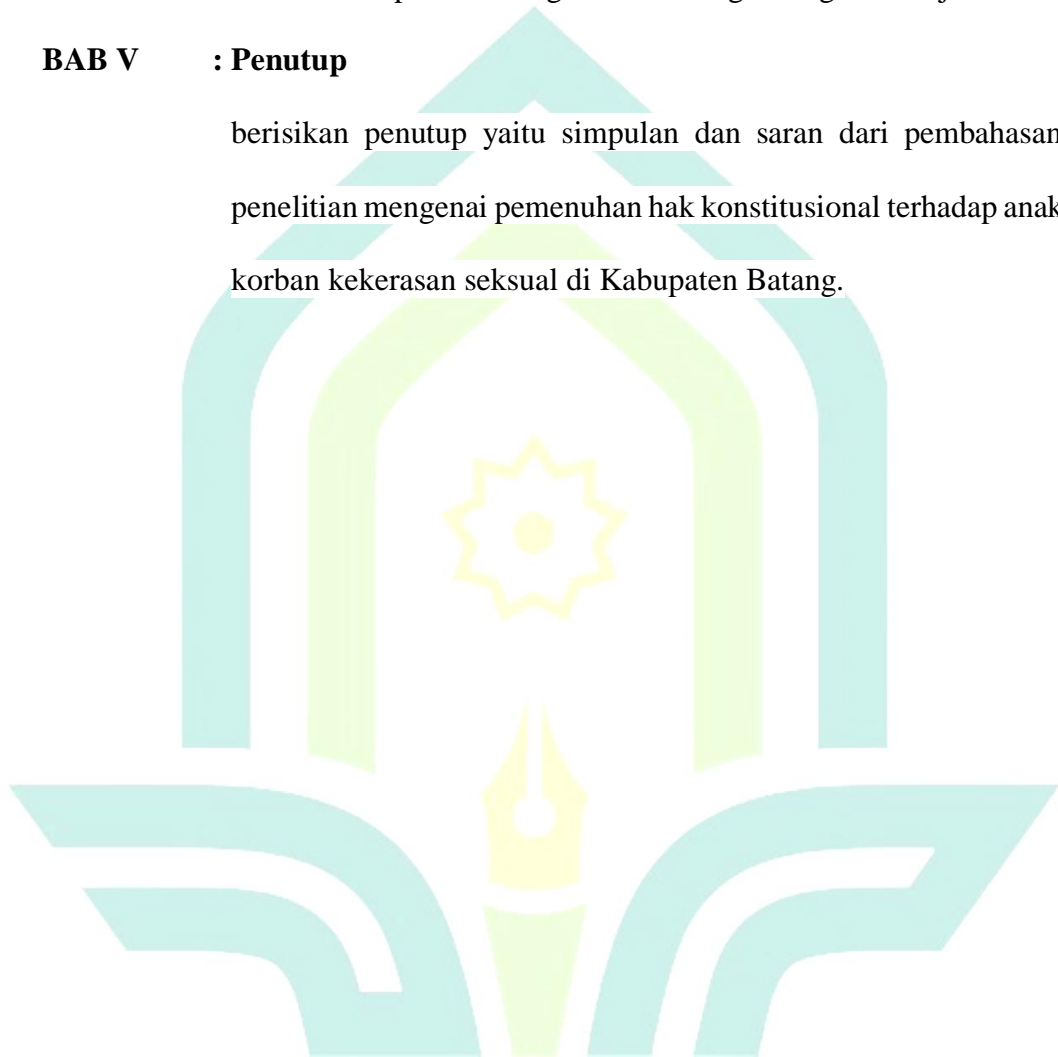 BAB V : Penutup
berisikan penutup yaitu simpulan dan saran dari pembahasan
penelitian mengenai pemenuhan hak konstitusional terhadap anak
korban kekerasan seksual di Kabupaten Batang.